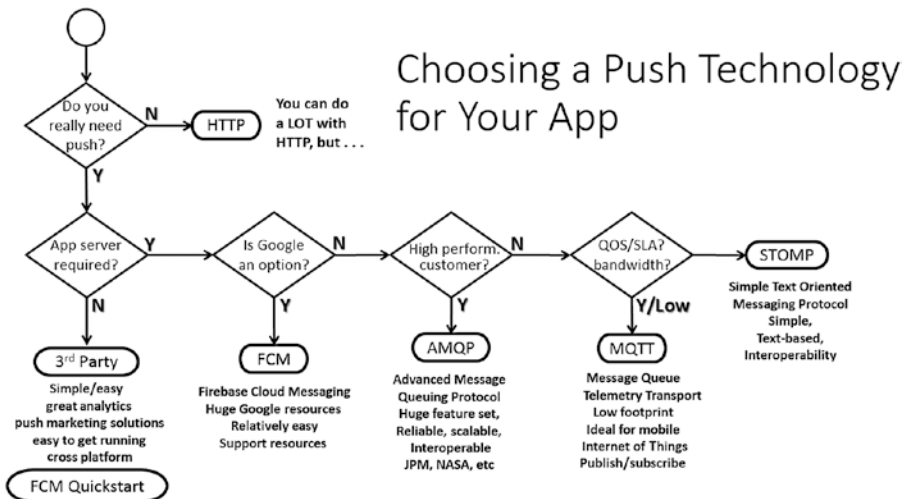 Choosing a Push Technology
for Your App
Do you
really need
push?
N
HTTP
You can do
a LOT with
HTTP, but . . .
Y
App server
required?
Y
Is Google
an option?
N
High perform.
customer?
N
QOS/SLA?
bandwidth?
STOMP
Simple Text Oriented
Messaging Protocol
Simple,
Text-based,
Interoperability
N
Y
Y
Y/Low
3rd Party
Simple/easy
great analytics
push marketing solutions
easy to get running
cross platform
FCM Quickstart
FCM
Firebase Cloud Messaging
Huge Google resources
Relatively easy
Support resources
AMQP
Advanced Message
Queuing Protocol
Huge feature set,
Reliable, scalable,
Interoperable
JPM, NASA, etc
MQTT
Message Queue
Telemetry Transport
Low footprint
Ideal for mobile
Internet of Things
Publish/subscribe